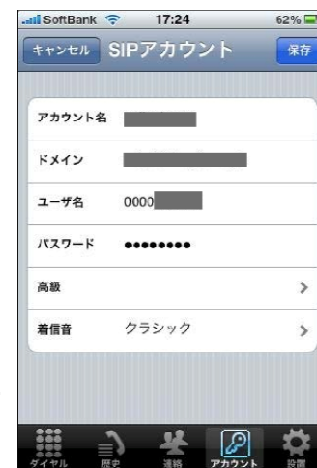 SoftBank 17:24 62%
キャンセル SIPアカウント 保存
アカウント名
ドメイン
ユーザ名 0000
パスワード ●●●●●●●●
高級
着信音 クラシック
ダイヤル 歴史 連絡 アカウント 設置